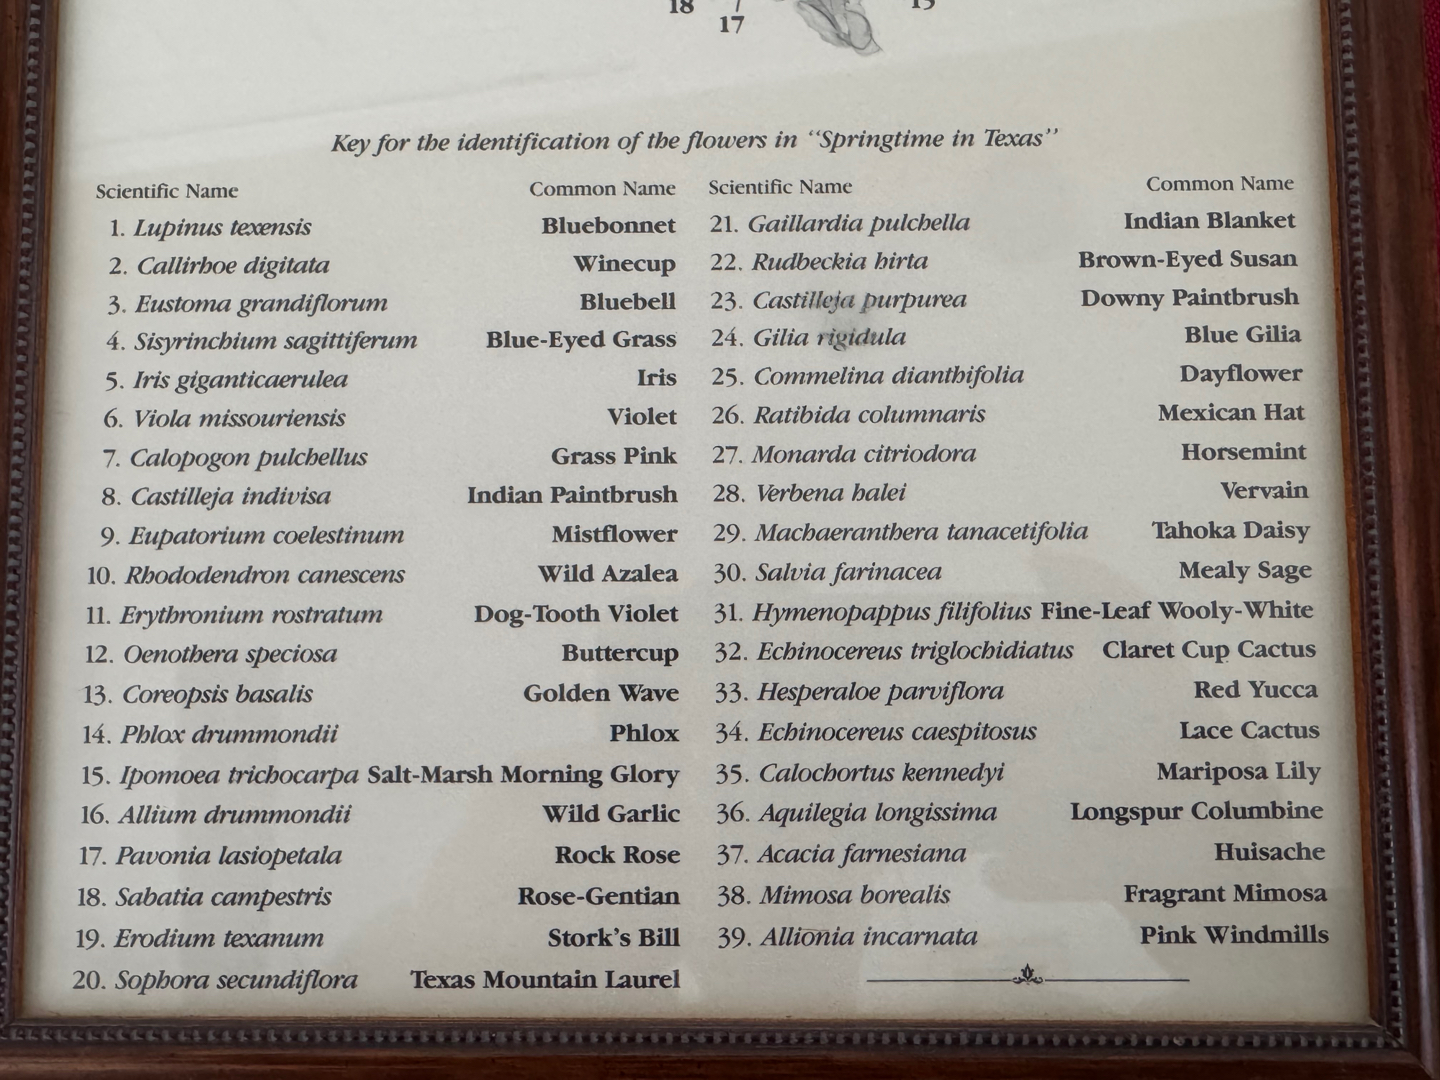 18
17
Key for the identification of the flowers in “Springtime in Texas”
Scientific Name Common Name
1. Lupinus texensis Bluebonnet
2. Callirhoe digitata Winecup
3. Eustoma grandiflorum Bluebell
4. Sisyrinchium sagittiferum Blue-Eyed Grass
5. Iris giganticaerulea Iris
6. Viola missouriensis Violet
7. Calopogon pulchellus Grass Pink
8. Castilleja indivisa Indian Paintbrush
9. Eupatorium coelestinum Mistflower
10. Rhododendron canescens Wild Azalea
11. Erythronium rostratum Dog-Tooth Violet
12. Oenothera speciosa Buttercup
13. Coreopsis basalis Golden Wave
14. Phlox drummondii Phlox
15. Ipomoea trichocarpa Salt-Marsh Morning Glory
16. Allium drummondii Wild Garlic
17. Pavonia lasiopetala Rock Rose
18. Sabatia campestris Rose-Gentian
19. Erodium texanum Stork's Bill
20. Sophora secundiflora Texas Mountain Laurel
Scientific Name Common Name
21. Gaillardia pulchella Indian Blanket
22. Rudbeckia hirta Brown-Eyed Susan
23. Castilleja purpurea Downy Paintbrush
24. Gilia rigidula Blue Gilia
25. Commelina dianthifolia Dayflower
26. Ratibida columnaris Mexican Hat
27. Monarda citriodora Horsemint
28. Verbena halei Vervain
29. Machaeranthera tanacetifolia Tahoka Daisy
30. Salvia farinacea Mealy Sage
31. Hymenopappus filifolius Fine-Leaf Wooly-White
32. Echinocereus triglochidiatus Claret Cup Cactus
33. Hesperaloe parviflora Red Yucca
34. Echinocereus caespitosus Lace Cactus
35. Calochortus kennedyi Mariposa Lily
36. Aquilegia longissima Longspur Columbine
37. Acacia farnesiana Huisache
38. Mimosa borealis Fragrant Mimosa
39. Allionia incarnata Pink Windmills